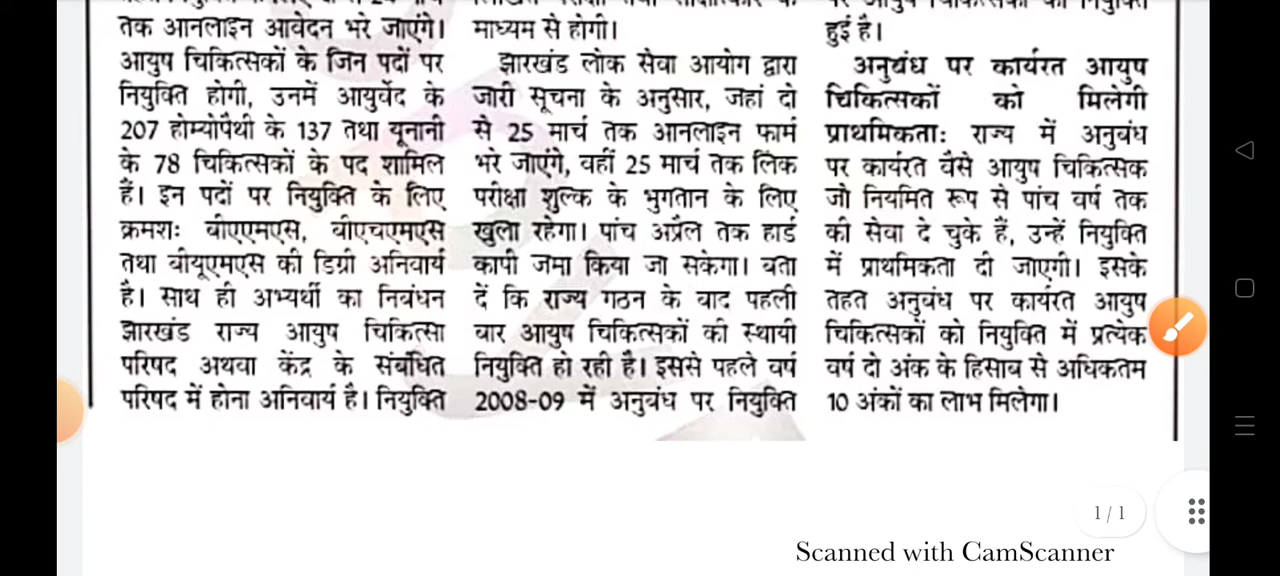 तक आनलाइन आवेदन भरे जाएंगे।
आयुष चिकित्सकों के जिन पदों पर
नियुक्ति होगी, उनमें आयुर्वेद के
207 होम्योपैथी के 137 तथा यूनानी
के 78 चिकित्सकों के पद शामिल
हैं। इन पदों पर नियुक्ति के लिए
क्रमशः बीएएमएस, बीएचएमएस
तथा बीयूएमएस की डिग्री अनिवार्य
है। साथ ही अभ्यर्थी का निबंधन
झारखंड राज्य आयुष चिकित्सा
परिषद अथवा केंद्र के संबंधित
परिषद में होना अनिवार्य है। नियुक्ति
माध्यम से होगी।
झारखंड लोक सेवा आयोग द्वारा
जारी सूचना के अनुसार, जहां दो
से 25 मार्च तक आनलाइन फार्म
भरे जाएंगे, वहीं 25 मार्च तक लिंक
परीक्षा शुल्क के भुगतान के लिए
खुला रहेगा। पांच अप्रैल तक हार्ड
कापी जमा किया जा सकेगा। बता
दें कि राज्य गठन के बाद पहली
बार आयुष चिकित्सकों की स्थायी
नियुक्ति हो रही है। इससे पहले वर्ष
2008-09 में अनुबंध पर नियुक्ति
हुई है।
अनुबंध पर कार्यरत आयुष
चिकित्सकों को मिलेगी
प्राथमिकता: राज्य में अनुबंध
पर कार्यरत वैसे आयुष चिकित्सक
जो नियमित रूप से पांच वर्ष तक
की सेवा दे चुके हैं, उन्हें नियुक्ति
में प्राथमिकता दी जाएगी। इसके
तहत अनुबंध पर कार्यरत आयुष
चिकित्सकों को नियुक्ति में प्रत्येक
वर्ष दो अंक के हिसाब से अधिकतम
10 अंकों का लाभ मिलेगा।
1 / 1
Scanned with CamScanner